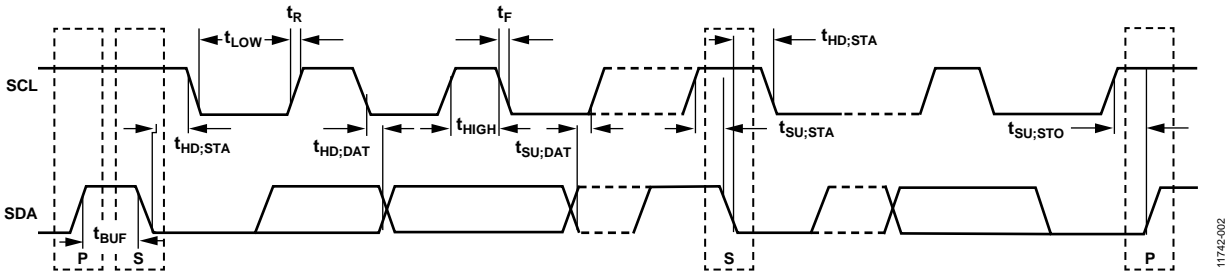 tR
tF
tLOW
tHD;STA
SCL
tHD;STA
tHD;DAT
tHIGH
tSU;DAT
tSU;STA
tSU;STO
SDA
tBUF
P
S
S
P
11742-002